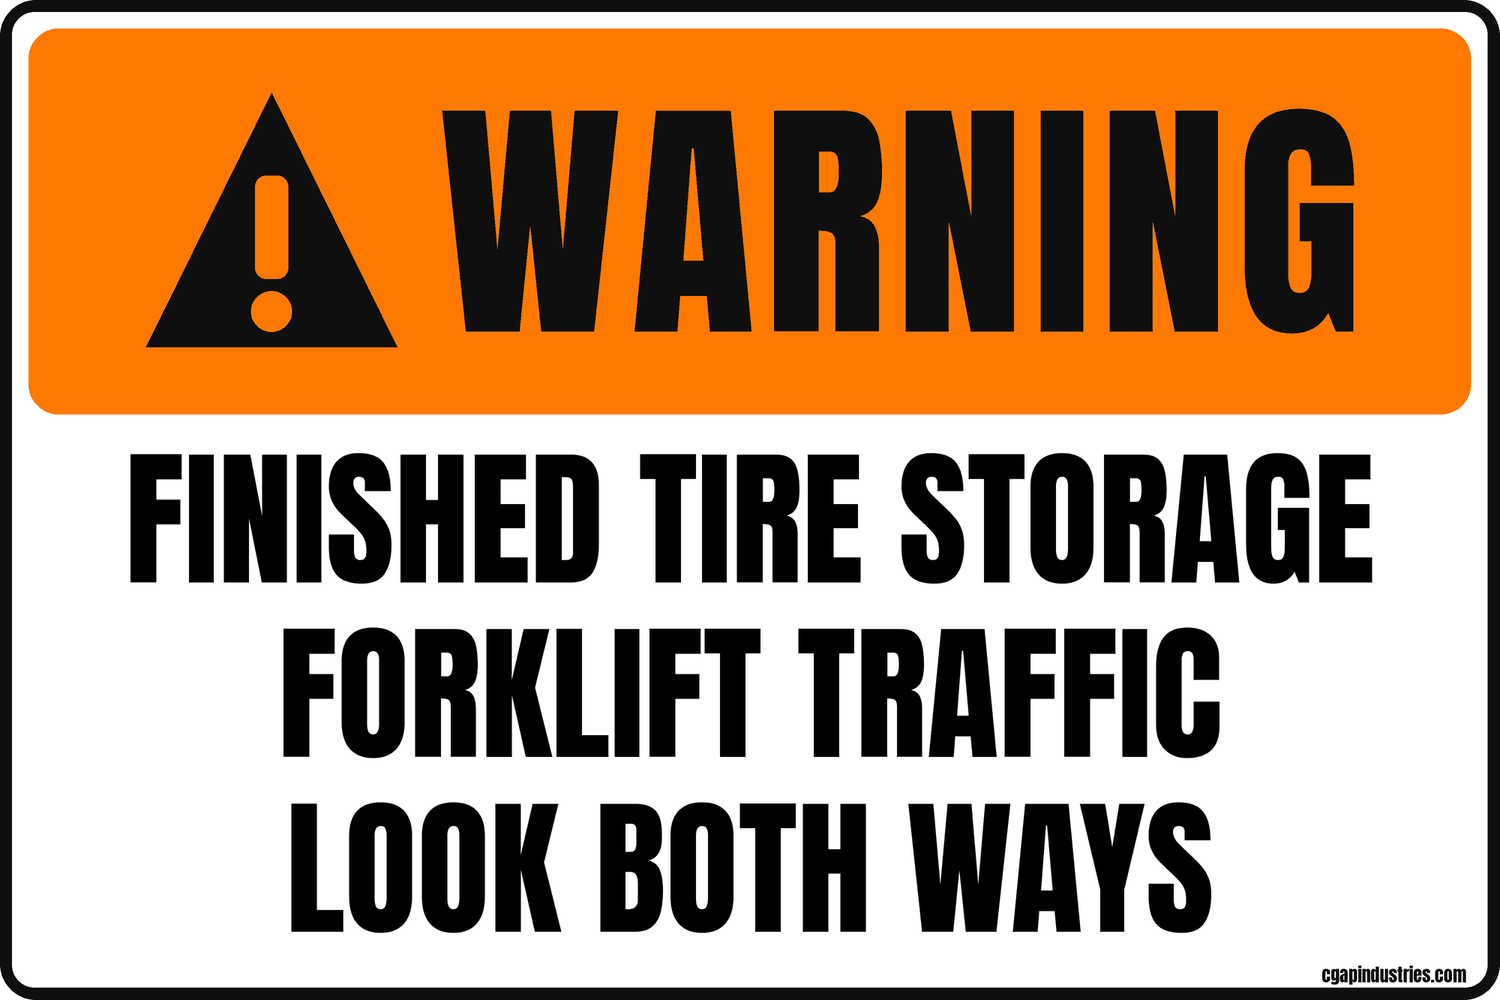 WARNING
FINISHED TIRE STORAGE
FORKLIFT TRAFFIC
LOOK BOTH WAYS
cgapindustries.com